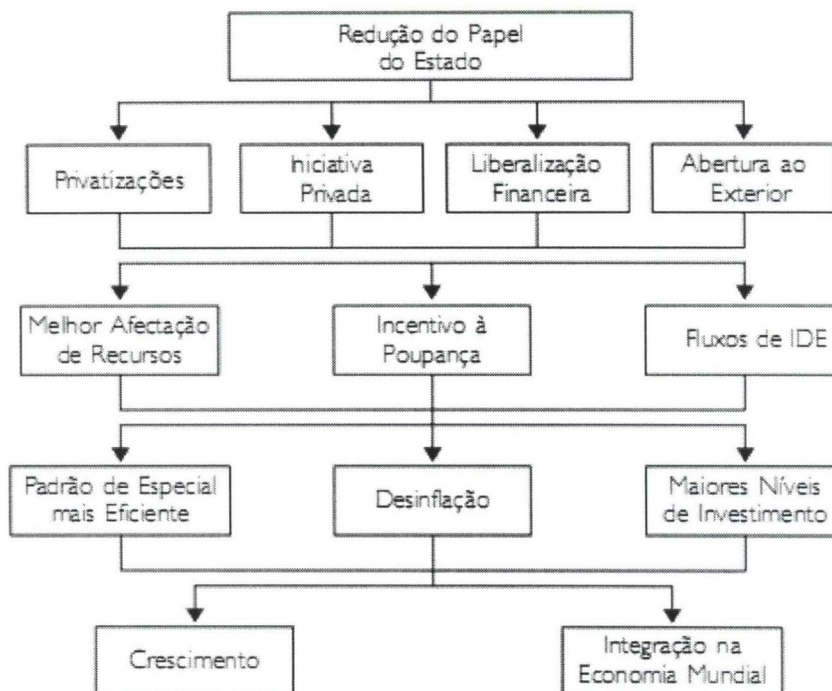 Redução do Papel
do Estado
Privatizações
Iniciativa
Privada
Liberalização
Financeira
Abertura ao
Exterior
Melhor Afectação
de Recursos
Incentivo à
Poupança
Fluxos de IDE
Padrão de Especial
mais Eficiente
Desinflação
Maiores Níveis
de Investimento
Crescimento
Integração na
Economia Mundial